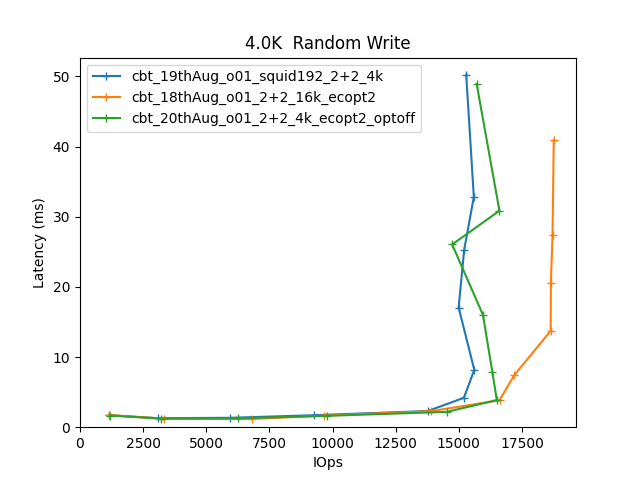 4.0K  Random Write
cbt_19thAug_o01_squid192_2+2_4k
cbt_18thAug_o01_2+2_16k_ecopt2
cbt_20thAug_o01_2+2_4k_ecopt2_optoff
Latency (ms)
50
40
30
20
10
0
0 2500 5000 7500 10000 12500 15000 17500
IOps